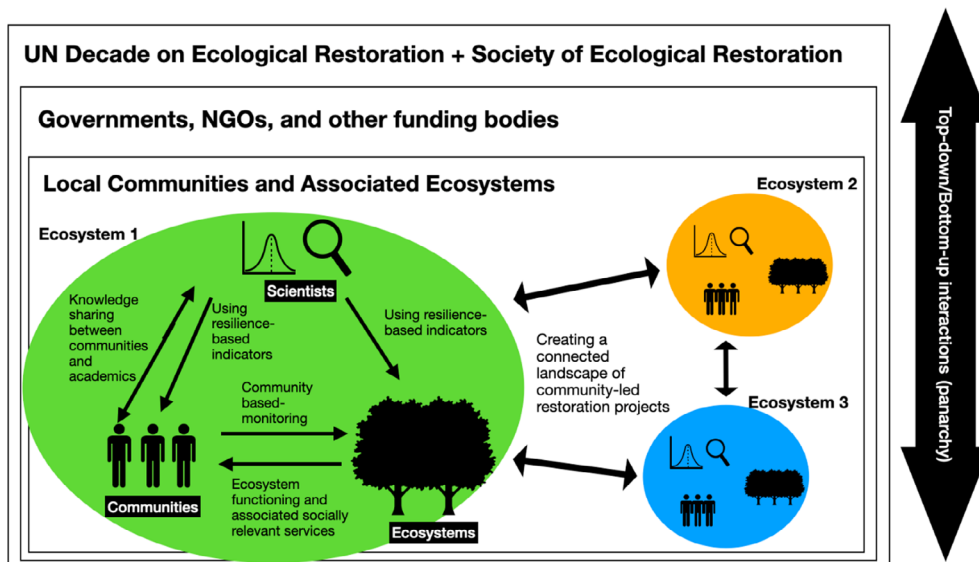 UN Decade on Ecological Restoration + Society of Ecological Restoration
Governments, NGOs, and other funding bodies
Local Communities and Associated Ecosystems
Ecosystem 1
Scientists
Knowledge
sharing
between
communities
and
academics
Using
resilience-
based
indicators
Using resilience-based
indicators
Community
based-
monitoring
Communities
Ecosystem
functioning and
associated socially
relevant services
Ecosystems
Creating a
connected
landscape of
community-led
restoration projects
Ecosystem 2
Ecosystem 3
Top-down/Bottom-up interactions (panarchy)